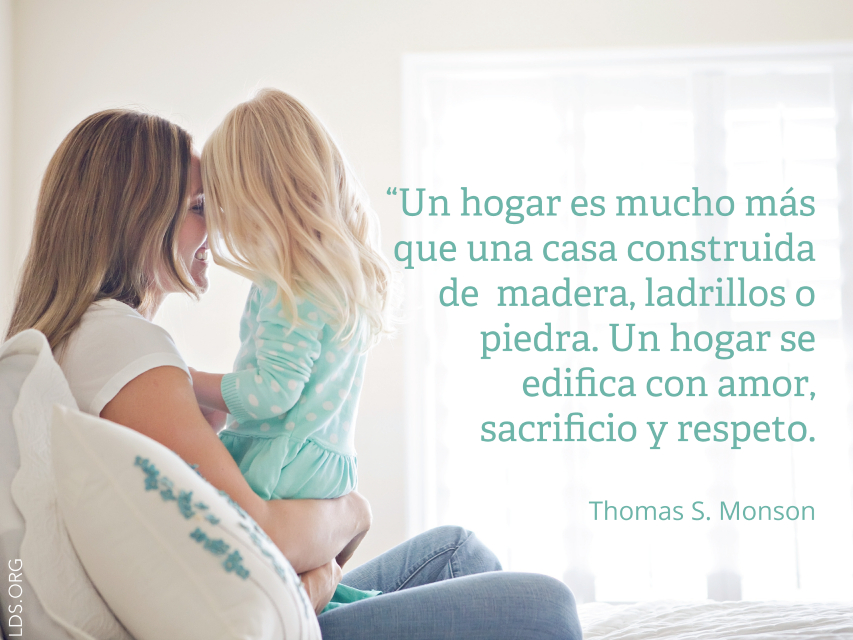 “Un hogar es mucho más
que una casa construida
de  madera, ladrillos o
piedra. Un hogar se
edifica con amor,
sacrificio y respeto.
Thomas S. Monson
LDS.ORG